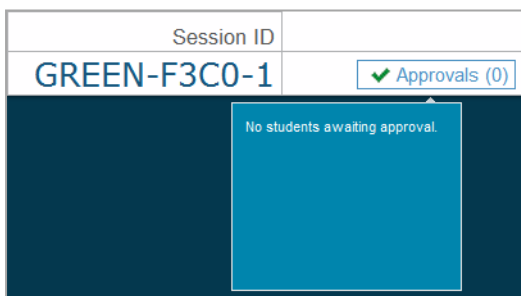 Session ID
GREEN-F3C0-1
Approvals (0)
No students awaiting approval.